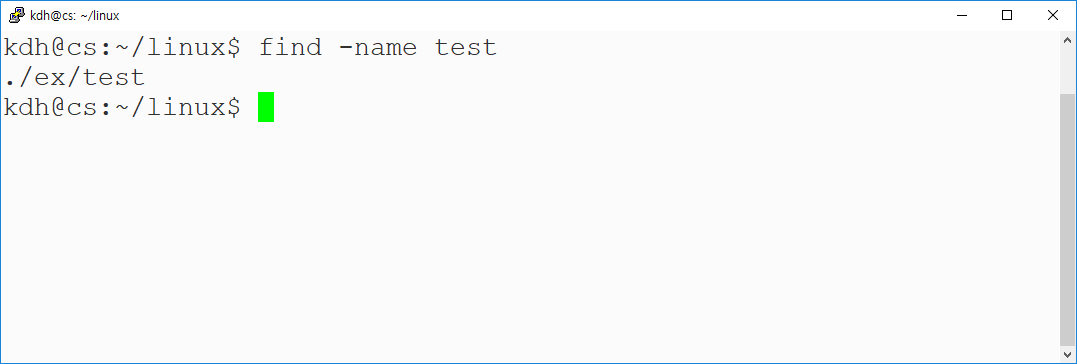 kdh@cs: ~/linux
kdh@cs:~/linux$ find -name test
./ex/test
kdh@cs:~/linux$